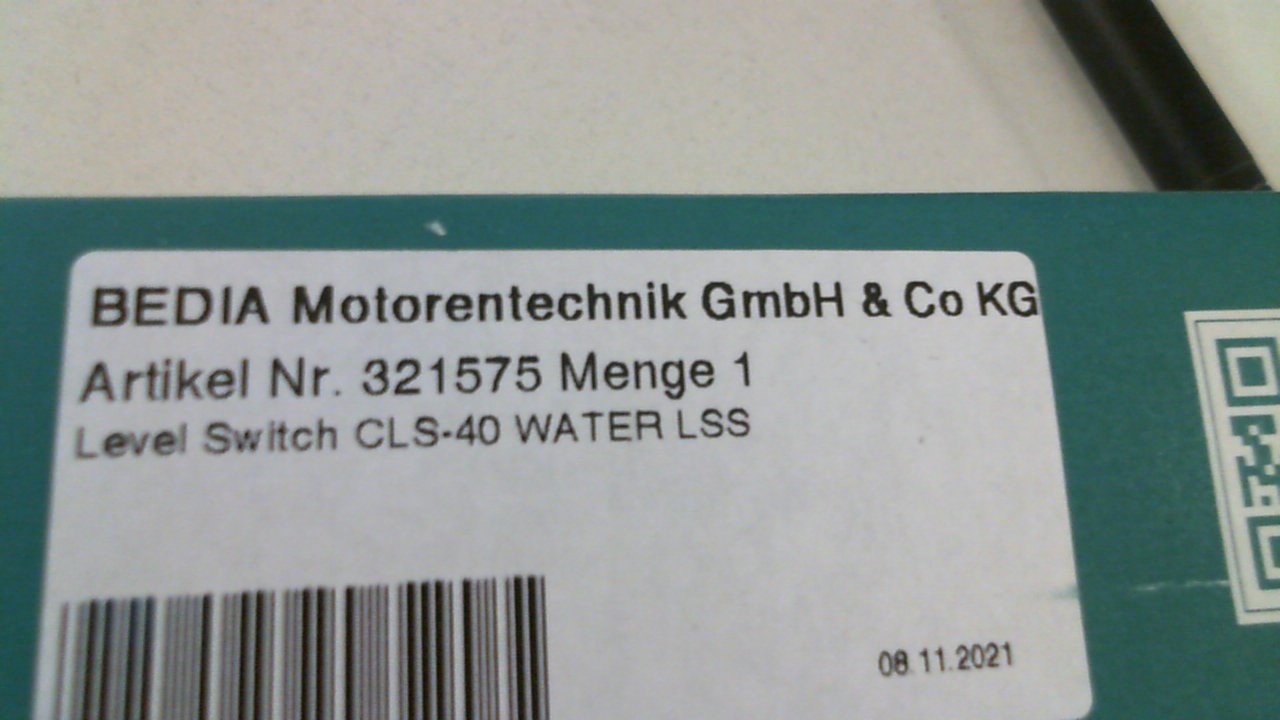 BEDIA Motorentechnik GmbH & Co KG
Artikel Nr. 321575 Menge 1
Level Switch CLS-40 WATER LSS
08.11.2021